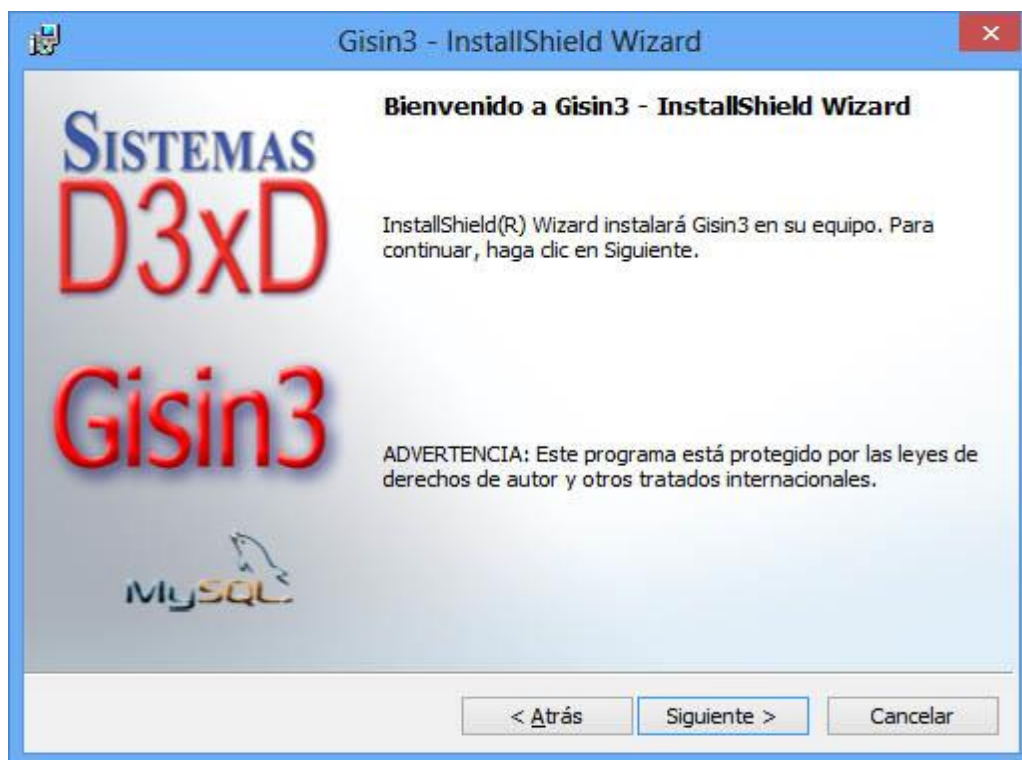 Gisin3 - InstallShield Wizard
SISTEMAS
D3xD
Gisin3
MySQL
Bienvenido a Gisin3 - InstallShield Wizard
InstallShield(R) Wizard instalará Gisin3 en su equipo. Para
continuar, haga clic en Siguiente.
ADVERTENCIA: Este programa está protegido por las leyes de
derechos de autor y otros tratados internacionales.
< Atrás
Siguiente >
Cancelar